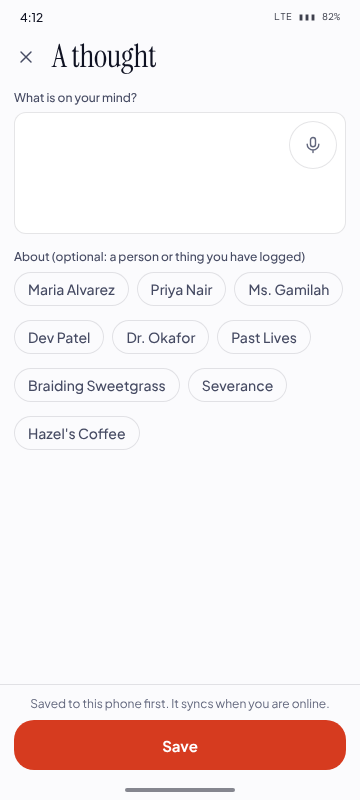 4:12 LTE 82%
A thought
What is on your mind?
About (optional: a person or thing you have logged)
Maria Alvarez Priya Nair Ms. Gamilah
Dev Patel Dr. Okafor Past Lives
Braiding Sweetgrass Severance
Hazel's Coffee
Saved to this phone first. It syncs when you are online.
Save